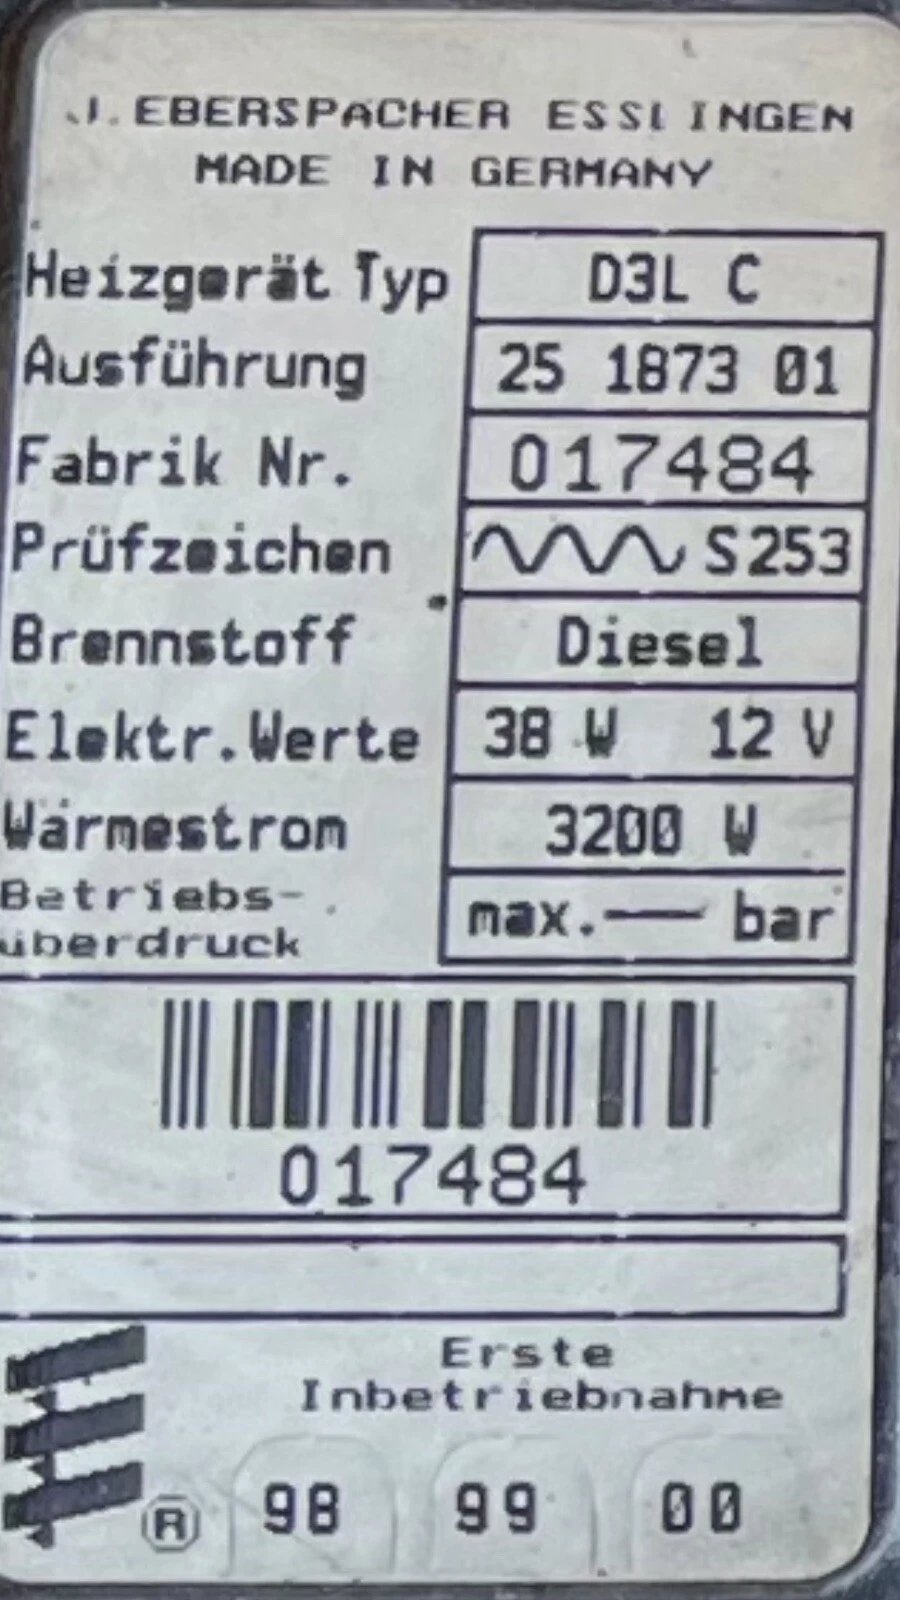 J. EBERSPÄCHER ESSLINGEN
MADE IN GERMANY
Heizgerät Typ D3L C
Ausführung 25 1873 01
Fabrik Nr. 017484
Prüfzeichen S253
Brennstoff Diesel
Elektr. Werte 38 W 12 V
Wärmestrom 3200 W
Betriebs-
überdruck max. — bar
017484
Erste
Inbetriebnahme
® 98 99 00